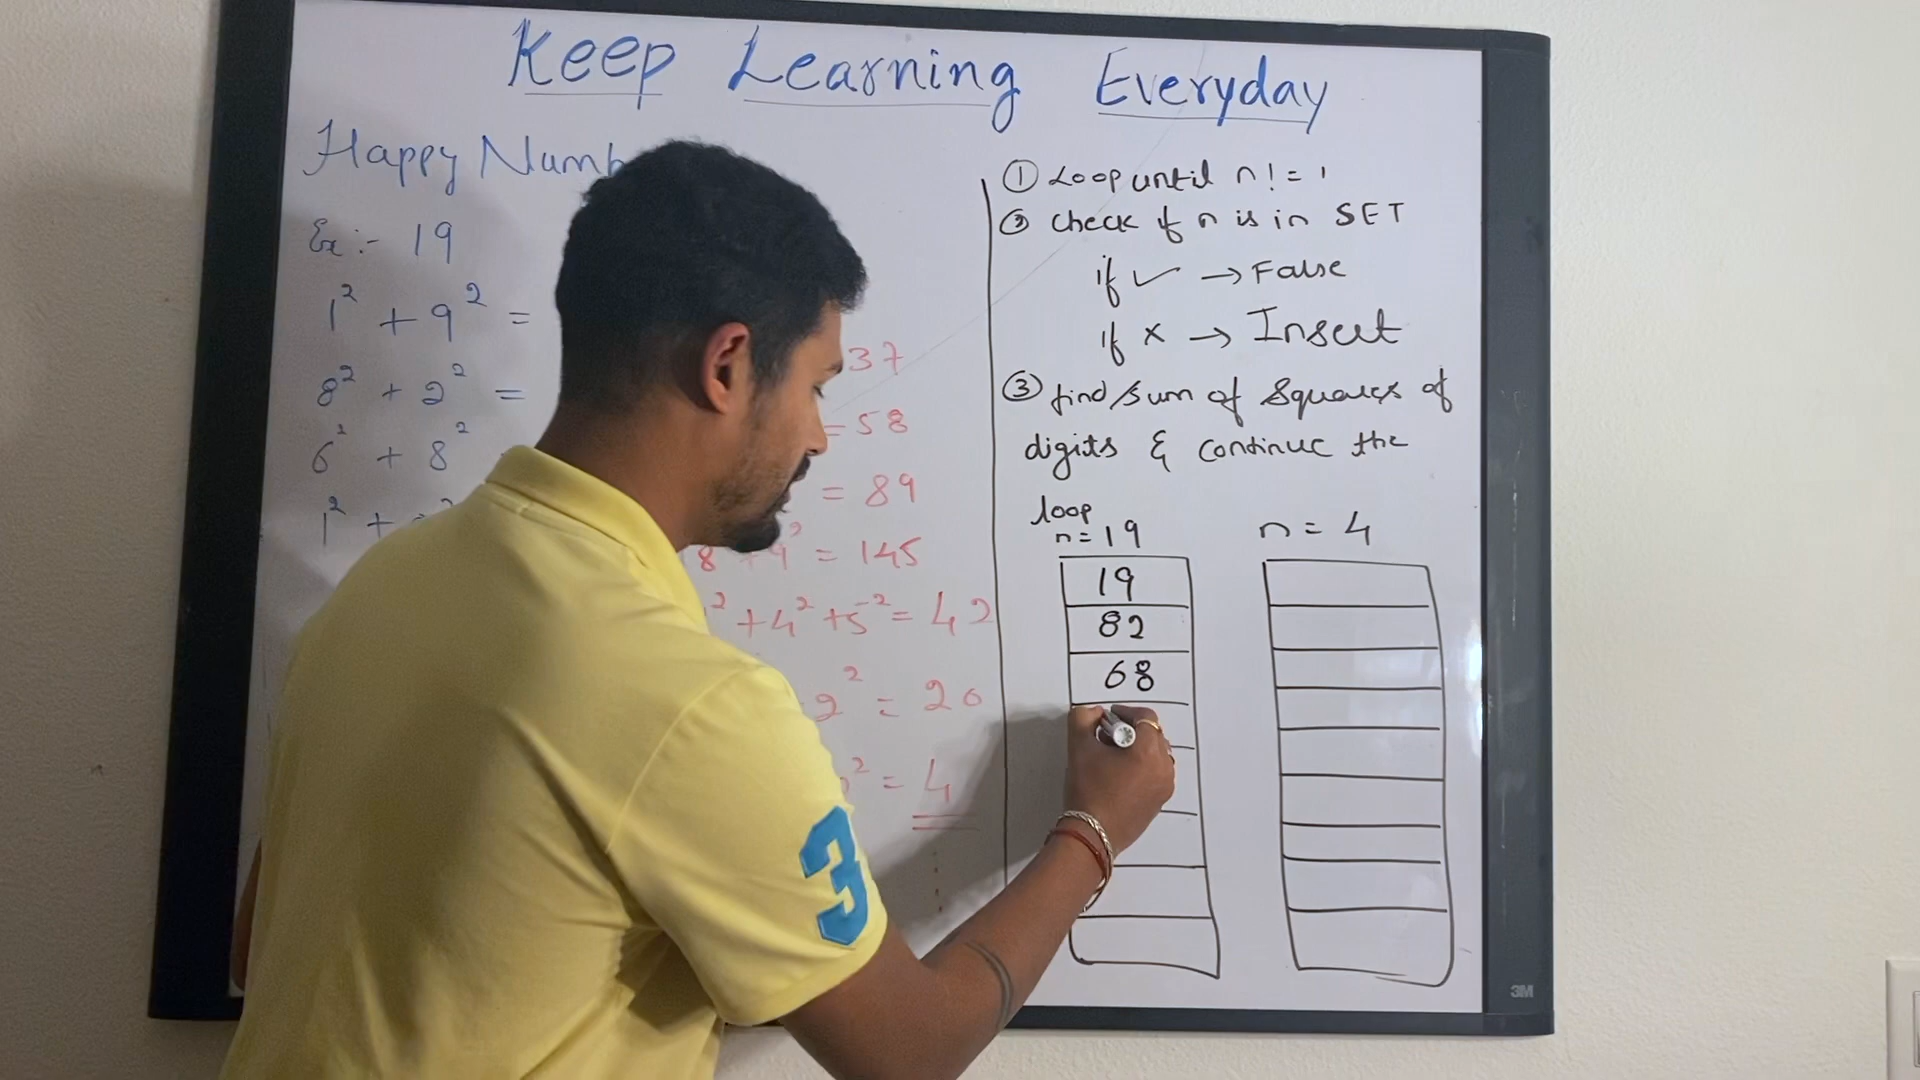 Keep Learning Everyday
Happy Numb
Ex:- 19
1² + 9² =
8² + 2² =
6² + 8²
1² +
37
= 58
= 89
8 + 9² = 145
² + 4² + 5² = 42
2² = 20
² = 4
① Loop until n! = 1
② Check if n is in SET
if ✓ → False
if × → Insert
③ find/sum of squares of
digits & continue the
loop
n = 19
19
82
68
n = 4
3
3M